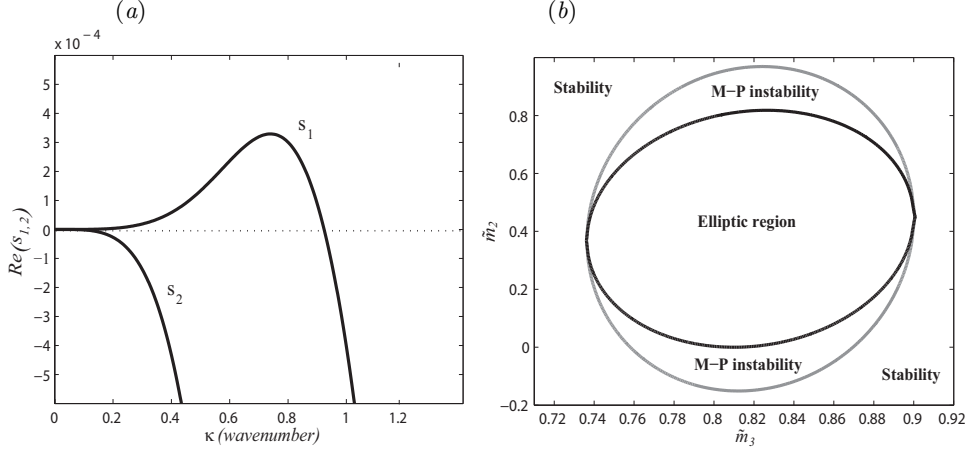 (a)
x 10⁻⁴
5
4
3
2
1
0
-1
-2
-3
-4
-5
Re(s₁,₂)
s₁
s₂
0 0.2 0.4 0.6 0.8 1 1.2
κ (wavenumber)
(b)
Stability
M−P instability
Elliptic region
M−P instability
Stability
0.8
0.6
0.4
0.2
0
−0.2
m̃₂
0.72 0.74 0.76 0.78 0.8 0.82 0.84 0.86 0.88 0.9 0.92
m̃₃